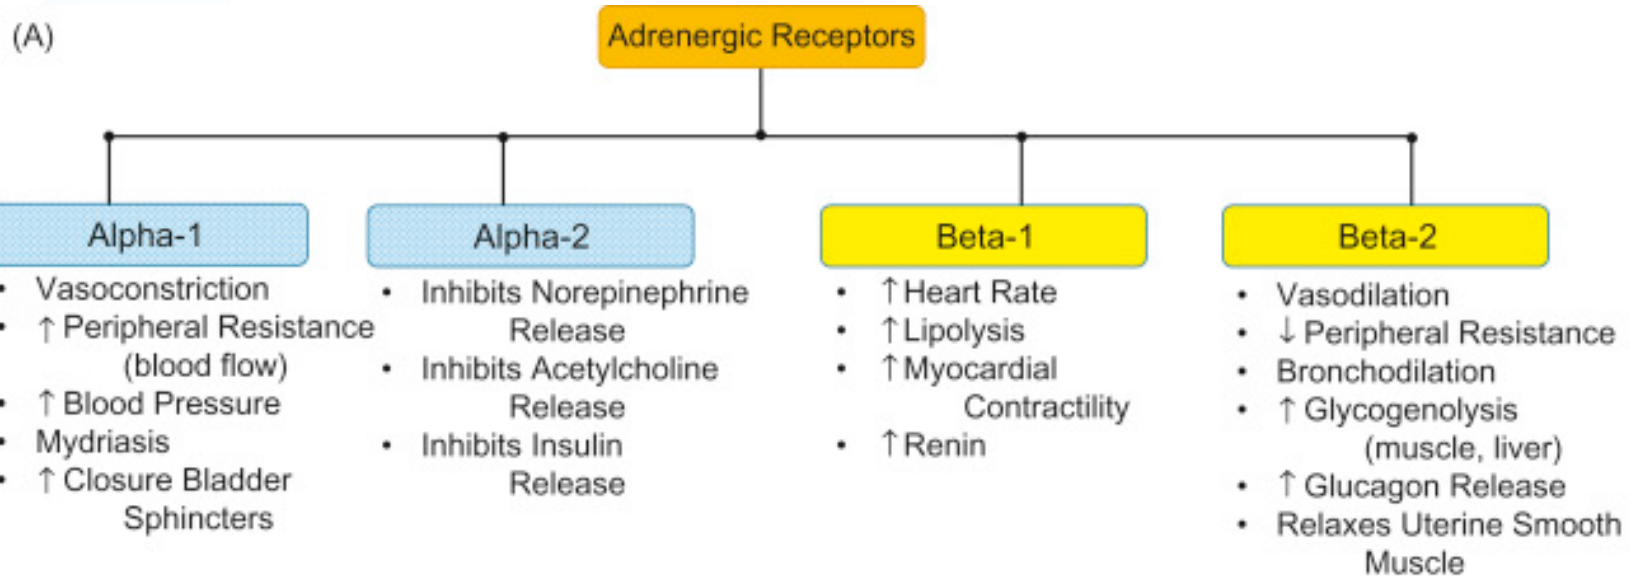 (A)
Adrenergic Receptors
Alpha-1
• Vasoconstriction
• ↑ Peripheral Resistance
(blood flow)
• ↑ Blood Pressure
• Mydriasis
• ↑ Closure Bladder
Sphincters
Alpha-2
• Inhibits Norepinephrine
Release
• Inhibits Acetylcholine
Release
• Inhibits Insulin
Release
Beta-1
• ↑ Heart Rate
• ↑ Lipolysis
• ↑ Myocardial
Contractility
• ↑ Renin
Beta-2
• Vasodilation
• ↓ Peripheral Resistance
• Bronchodilation
• ↑ Glycogenolysis
(muscle, liver)
• ↑ Glucagon Release
• Relaxes Uterine Smooth
Muscle